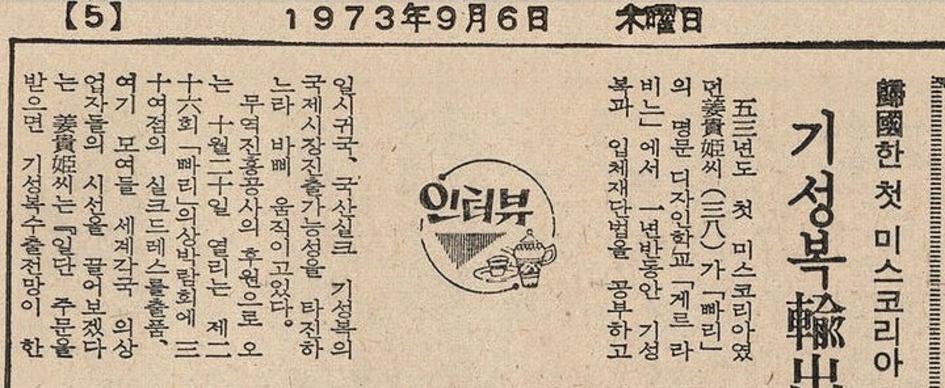 【5】
1973年9月6日 木曜日
歸國한 첫 미스코리아
기성복 輸出
五三년도 첫 미스코리아였
던 姜貴姬씨(三八)가 「빠리」
의 명문 디자인학교 「게르 라
비느」에서 一년반동안 기성
복과 입체재단법을 공부하고
인터뷰
일시귀국、국산실크 기성복의
국제시장진출가능성을 타진하
느라 바삐 움직이고있다。
무역진흥공사의 후원으로 오
는 十월二十일 열리는 제二
十六회 「빠리」의상박람회에 三
十여점의 실크드레스를출품、
여기 모여들 세계각국 의상
업자들의 시선을 끌어보겠다
는 姜貴姬씨는 『일단 주문을
받으면 기성복수출전망이 한